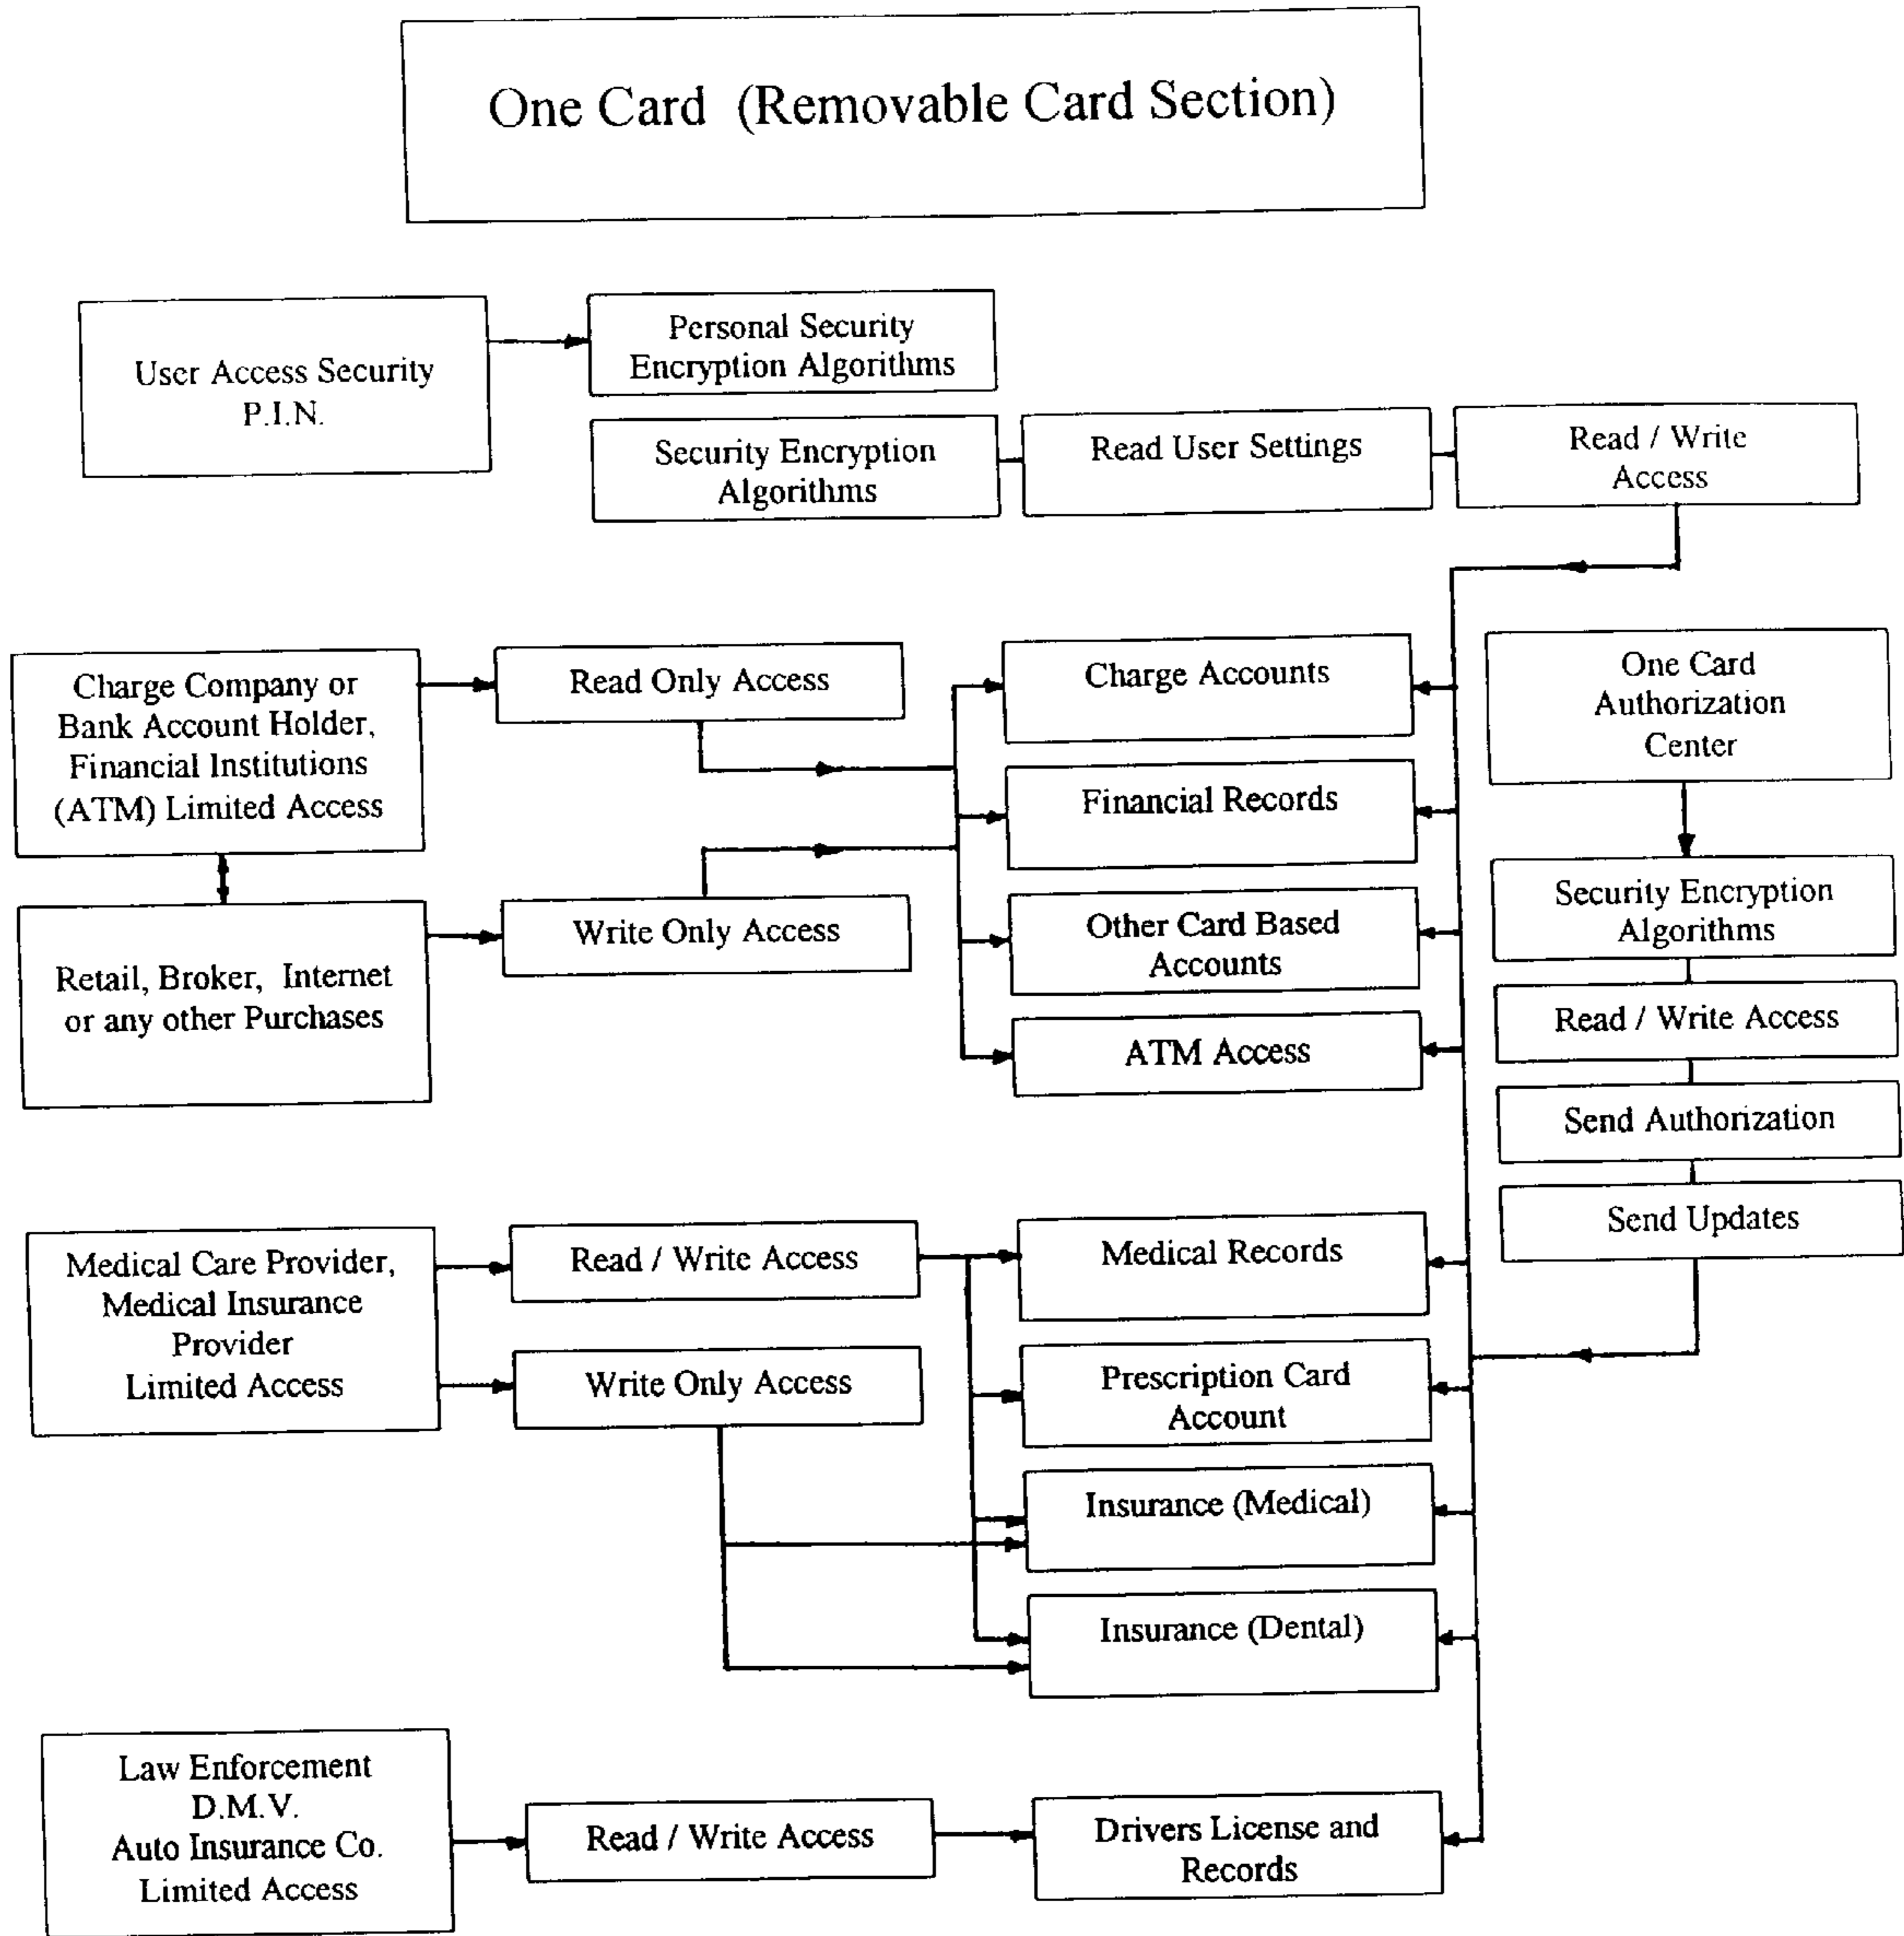 One Card (Removable Card Section)
User Access Security
P.I.N.
Personal Security
Encryption Algorithms
Security Encryption
Algorithms
Read User Settings
Read / Write
Access
Charge Company or
Bank Account Holder,
Financial Institutions
(ATM) Limited Access
Read Only Access
Charge Accounts
One Card
Authorization
Center
Financial Records
Retail, Broker, Internet
or any other Purchases
Write Only Access
Other Card Based
Accounts
ATM Access
Security Encryption
Algorithms
Read / Write Access
Send Authorization
Send Updates
Medical Care Provider,
Medical Insurance
Provider
Limited Access
Read / Write Access
Write Only Access
Medical Records
Prescription Card
Account
Insurance (Medical)
Insurance (Dental)
Law Enforcement
D.M.V.
Auto Insurance Co.
Limited Access
Read / Write Access
Drivers License and
Records